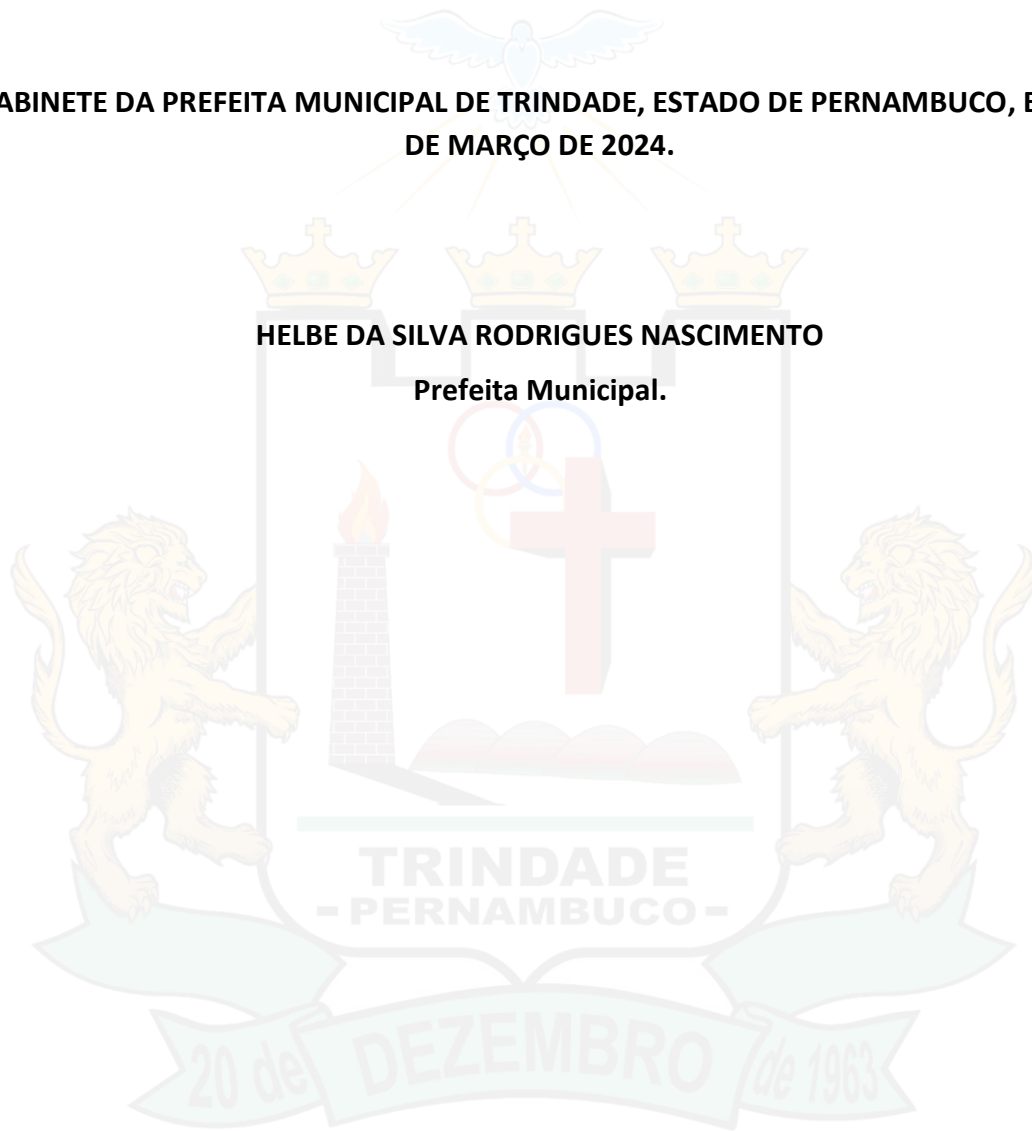 ABINETE DA PREFEITA MUNICIPAL DE TRINDADE, ESTADO DE PERNAMBUCO, E
DE MARÇO DE 2024.
HELBE DA SILVA RODRIGUES NASCIMENTO
Prefeita Municipal.
TRINDADE
- PERNAMBUCO -
20 de DEZEMBRO de 1963